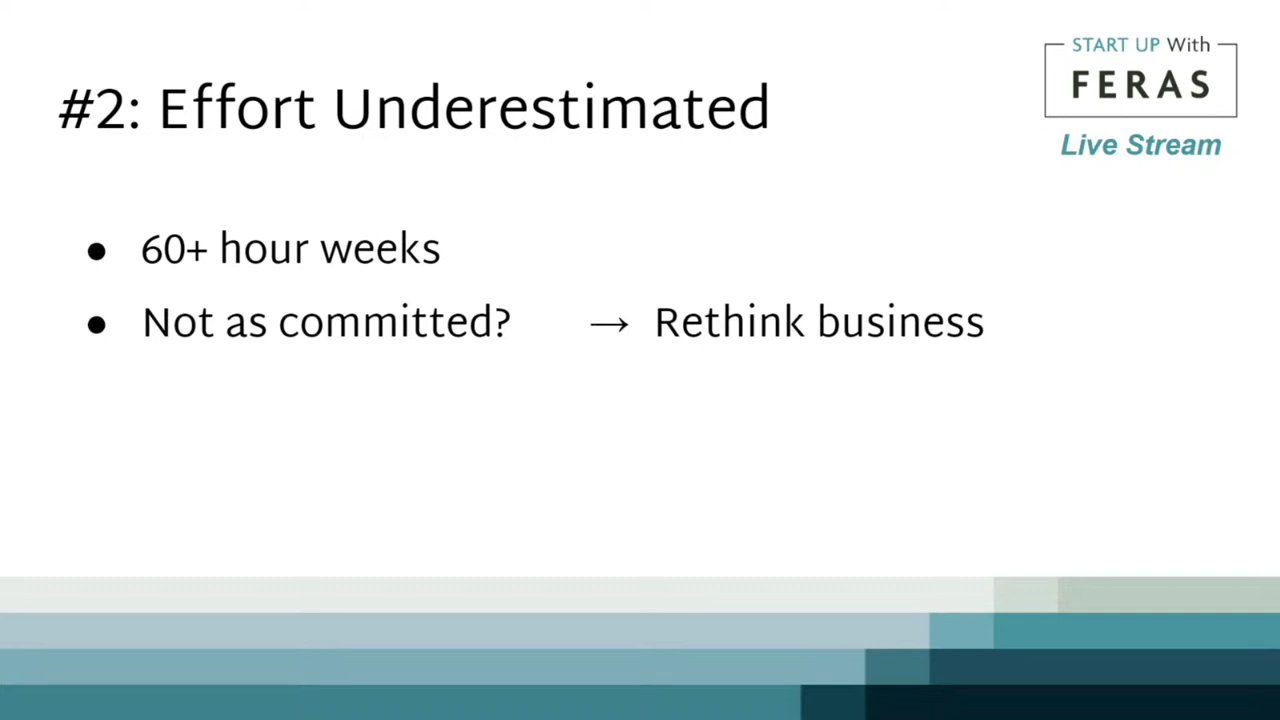 START UP With
FERAS
Live Stream
#2: Effort Underestimated
● 60+ hour weeks
● Not as committed? → Rethink business